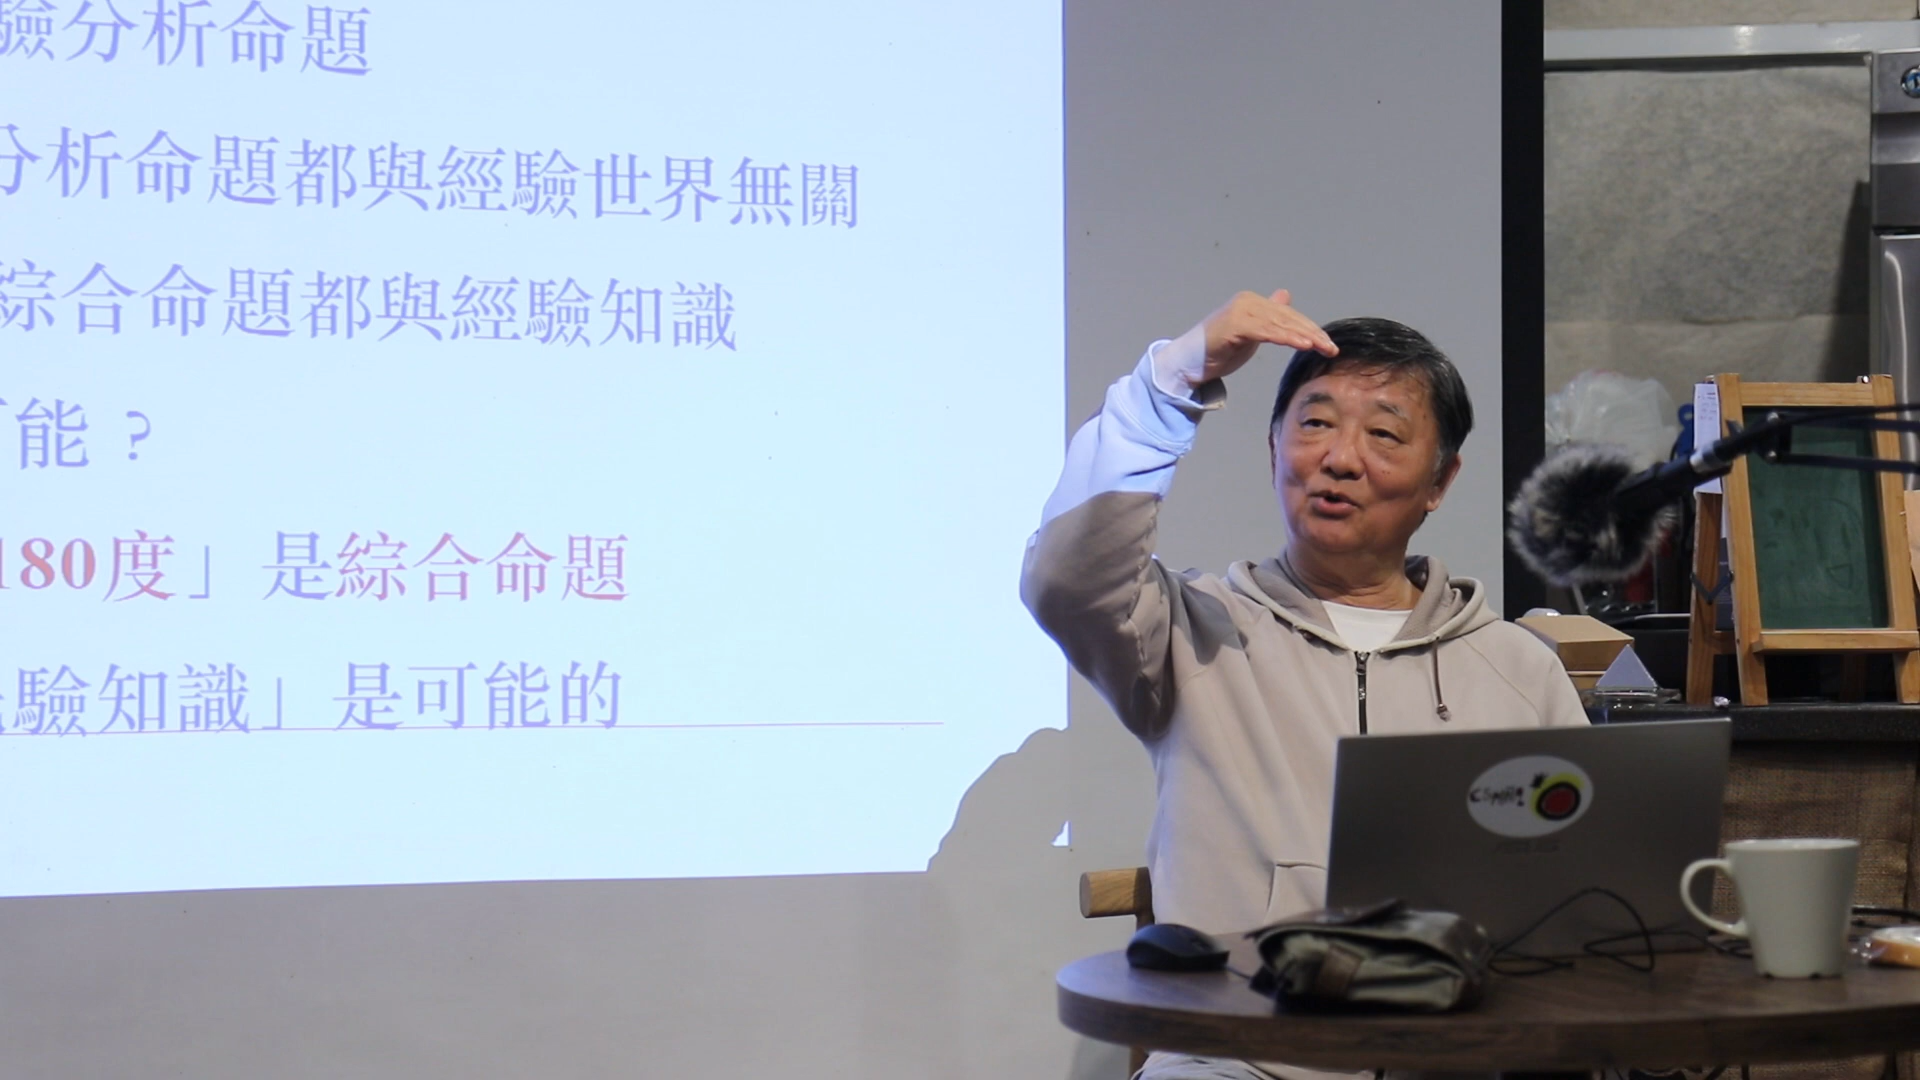 驗分析命題
分析命題都與經驗世界無關
綜合命題都與經驗知識
可能？
180度」是綜合命題
驗知識」是可能的